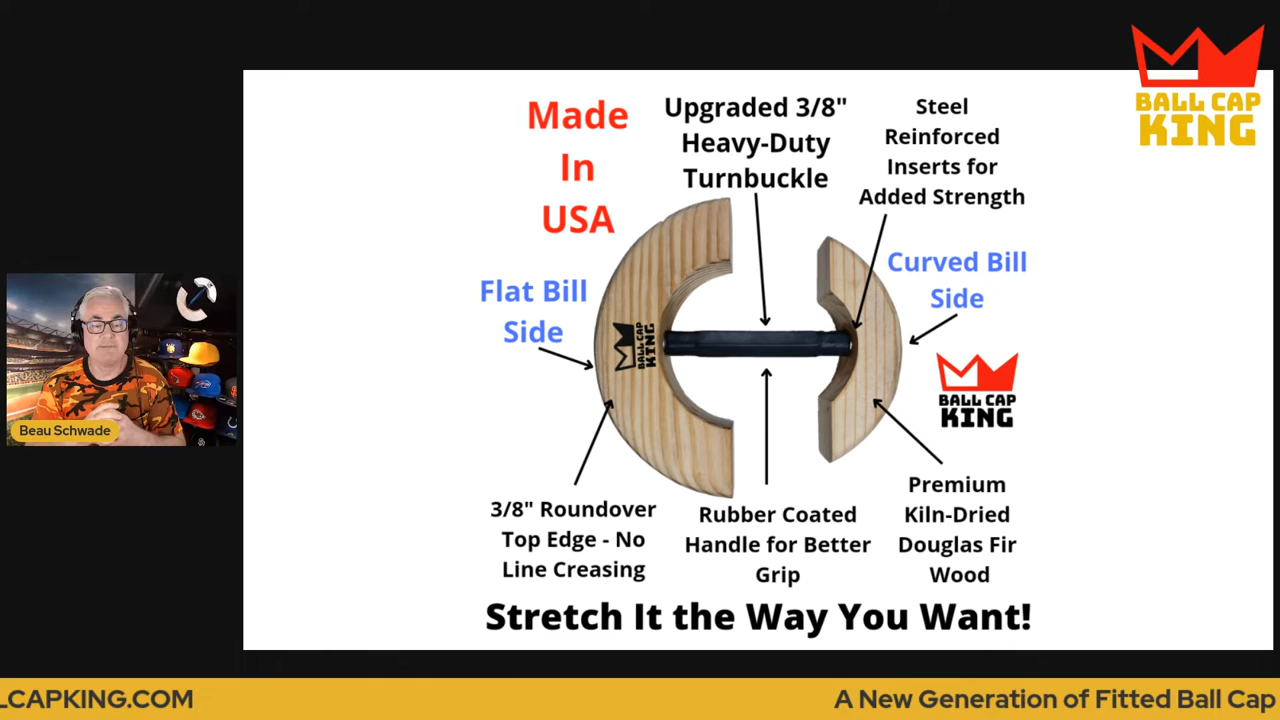 BALL CAP
KING
Made
In
USA
Upgraded 3/8"
Heavy-Duty
Turnbuckle
Steel
Reinforced
Inserts for
Added Strength
Flat Bill
Side
Curved Bill
Side
BALL CAP
KING
BALL CAP
KING
Beau Schwade
3/8" Roundover
Top Edge - No
Line Creasing
Rubber Coated
Handle for Better
Grip
Premium
Kiln-Dried
Douglas Fir
Wood
Stretch It the Way You Want!
LCAPKING.COM
A New Generation of Fitted Ball Cap